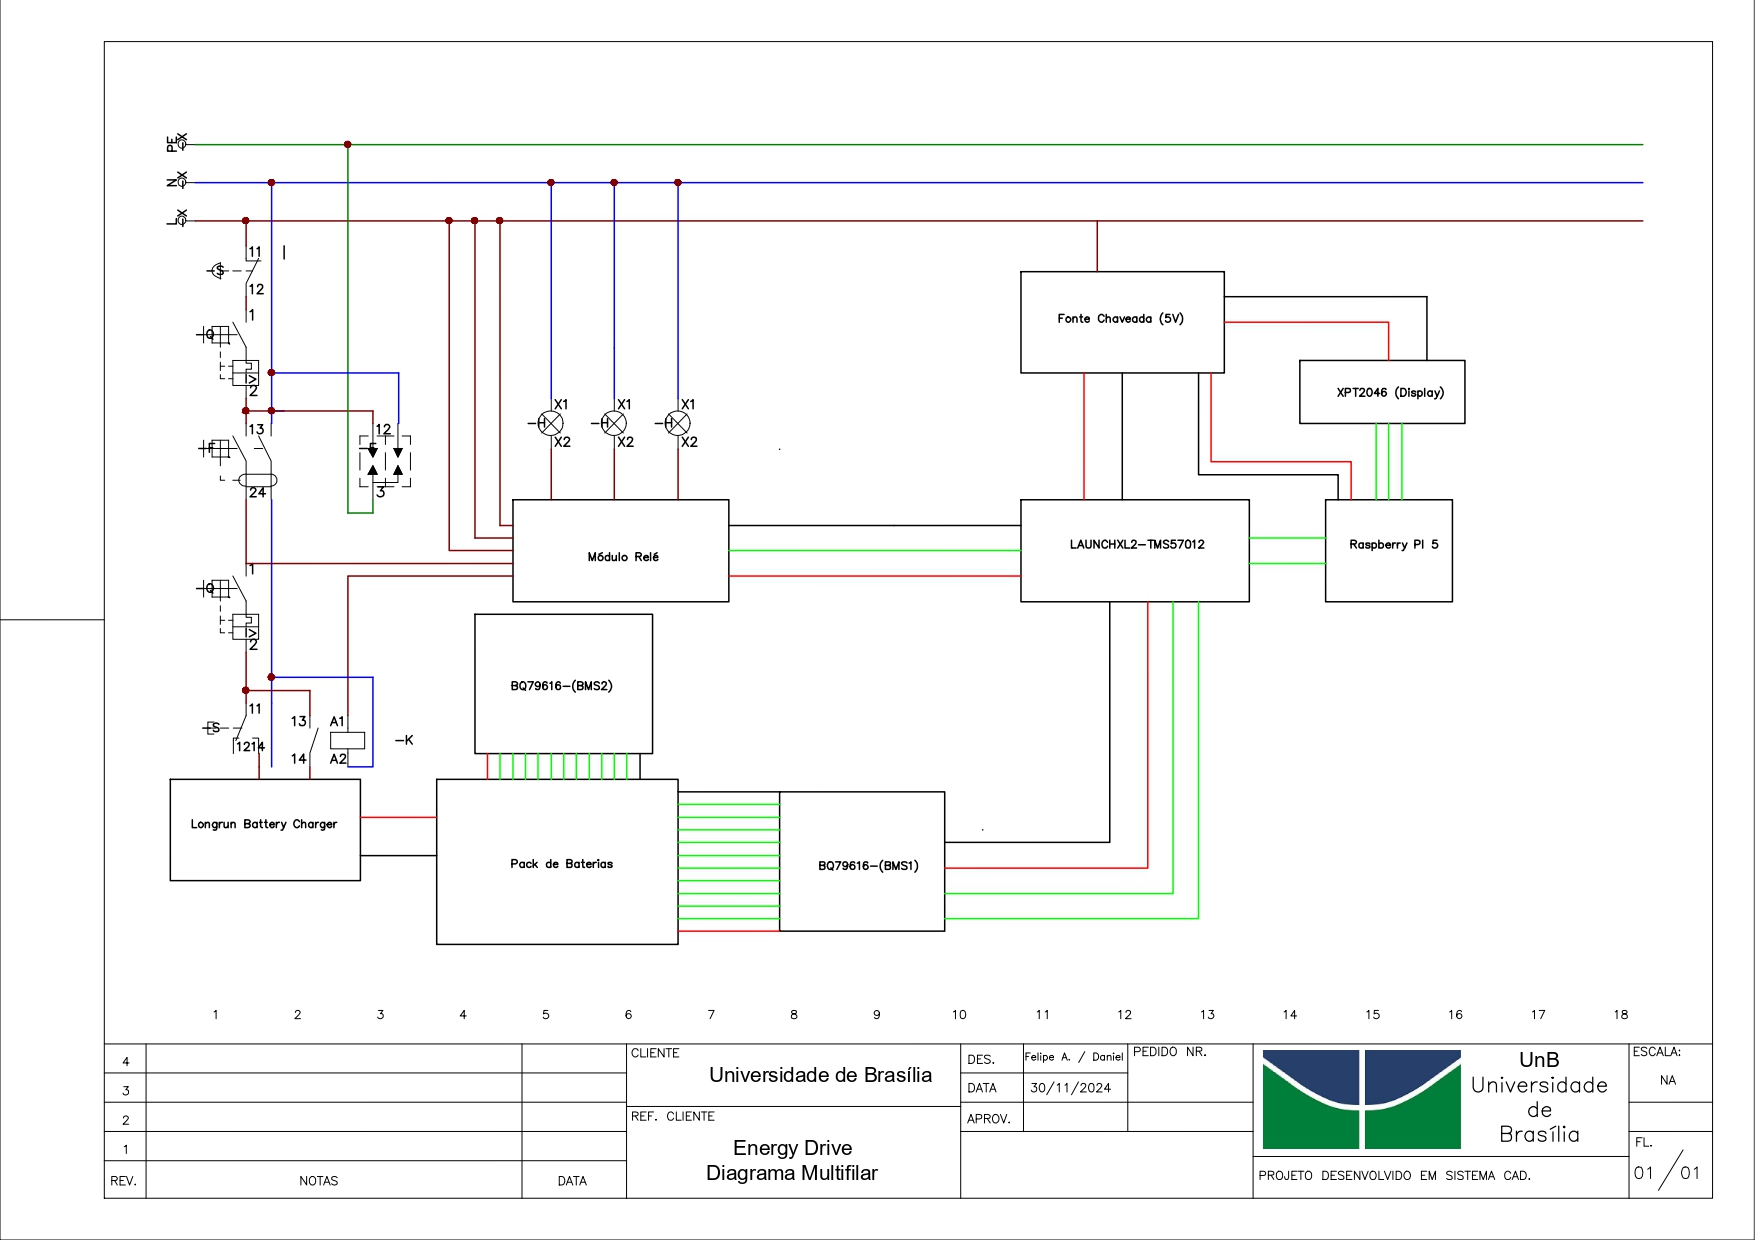 PE X
N X
L X
11
-S
12
1
-Q
I>
2
13
-F
24
12
-F
3
1
-Q
I>
2
11
-S
1214
13
14
A1
A2
-K
X1
-H
X2
X1
-H
X2
X1
-H
X2
Fonte Chaveada (5V)
XPT2046 (Display)
Módulo Relé
LAUNCHXL2-TMS57012
Raspberry PI 5
BQ79616-(BMS2)
Longrun Battery Charger
Pack de Baterias
BQ79616-(BMS1)
1 2 3 4 5 6 7 8 9 10 11 12 13 14 15 16 17 18
4
3
2
1
REV. NOTAS DATA
CLIENTE
Universidade de Brasília
REF. CLIENTE
Energy Drive
Diagrama Multifilar
DES. Felipe A. / Daniel
DATA 30/11/2024
APROV.
PEDIDO NR.
UnB
Universidade
de
Brasília
PROJETO DESENVOLVIDO EM SISTEMA CAD.
ESCALA:
NA
FL.
01/01